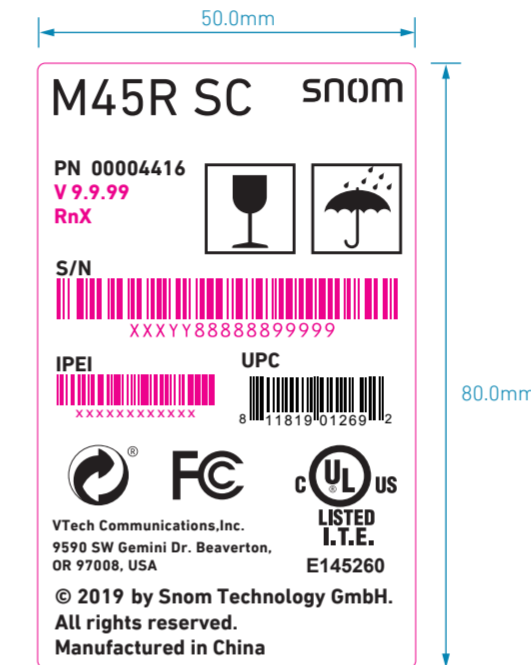 50.0mm
M45R SC snom
PN 00004416
V 9.9.99
RnX
S/N
XXXYY88888899999
IPEI UPC
xxxxxxxxxxxx 8 11819 01269 2
® FC C UL ® US
LISTED
I.T.E.
VTech Communications,Inc.
9590 SW Gemini Dr. Beaverton,
OR 97008, USA
E145260
© 2019 by Snom Technology GmbH.
All rights reserved.
Manufactured in China
80.0mm